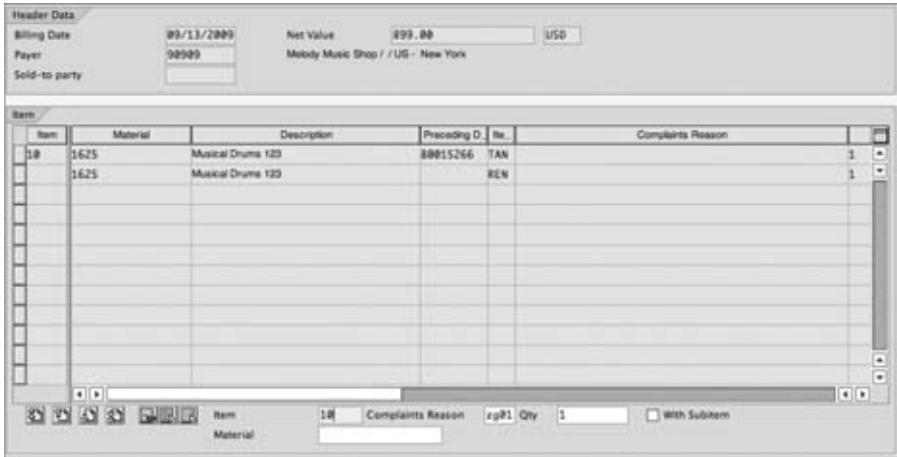 Header Data
Billing Date 09/13/2009 Net Value 899.00 USD
Payer 90909 Melody Music Shop / / US - New York
Sold-to party
Item
Item Material Description Preceding D.. Ite.. Complaints Reason
10 1625 Musical Drums 123 80015266 TAN 1
1625 Musical Drums 123 REN 1
Item 10 Complaints Reason zg01 Qty 1 With Subitem
Material